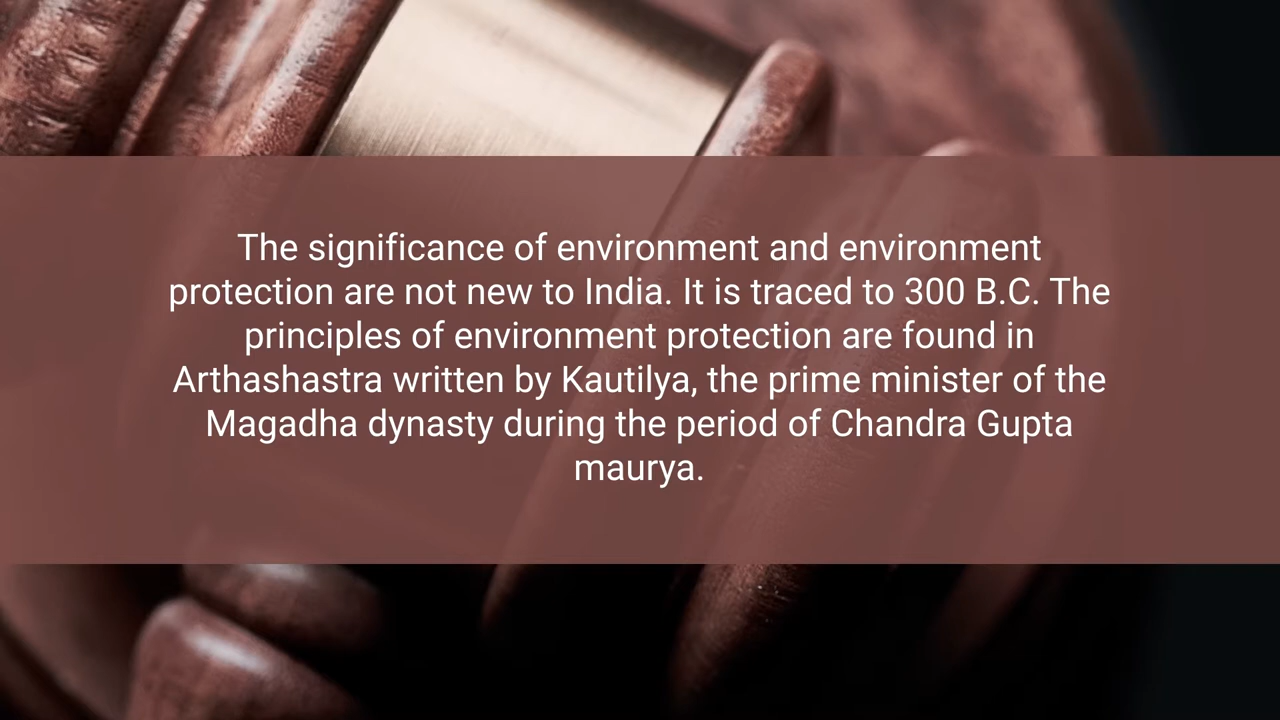 The significance of environment and environment
protection are not new to India. It is traced to 300 B.C. The
principles of environment protection are found in
Arthashastra written by Kautilya, the prime minister of the
Magadha dynasty during the period of Chandra Gupta
maurya.